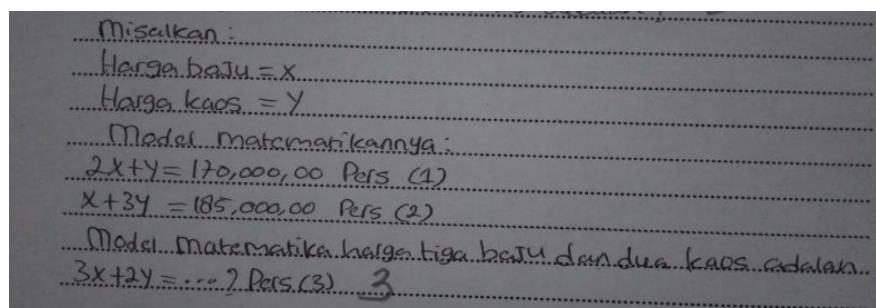 Misalkan :
Harga baju = x
Harga kaos = y
Model matematikannya :
2x+y = 170,000,00 Pers (1)
x+3y = 185,000,00 Pers (2)
Model matematika harga tiga baju dan dua kaos adalah
3x+2y = ....? Pers (3) 3